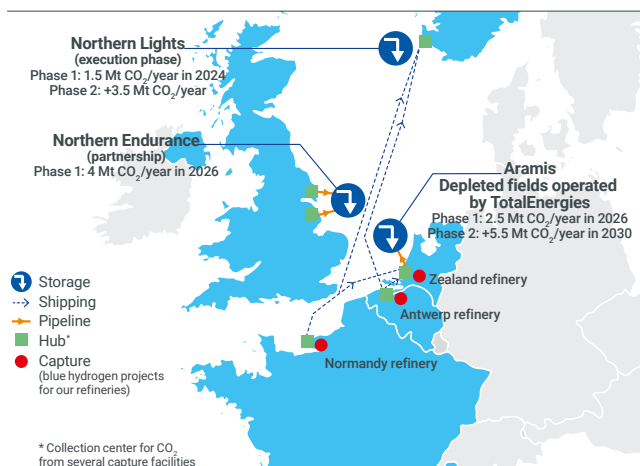 Northern Lights
(execution phase)
Phase 1: 1.5 Mt CO₂/year in 2024
Phase 2: +3.5 Mt CO₂/year
Northern Endurance
(partnership)
Phase 1: 4 Mt CO₂/year in 2026
Aramis
Depleted fields operated
by TotalEnergies
Phase 1: 2.5 Mt CO₂/year in 2026
Phase 2: +5.5 Mt CO₂/year in 2030
Zealand refinery
Antwerp refinery
Normandy refinery
Storage
Shipping
Pipeline
Hub*
Capture
(blue hydrogen projects
for our refineries)
* Collection center for CO₂
from several capture facilities